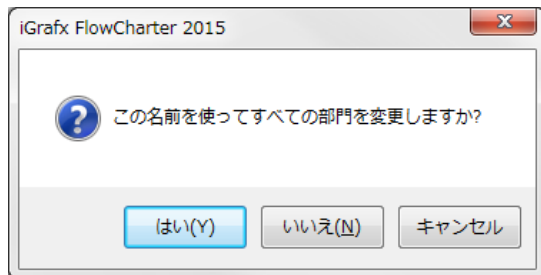 iGrafx FlowCharter 2015
この名前を使ってすべての部門を変更しますか?
はい(Y)
いいえ(N)
キャンセル